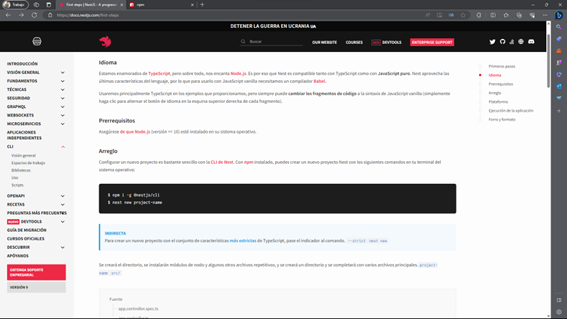 Trabajo
First steps | NestJS - A progressiv
npm
https://docs.nestjs.com/first-steps
DETENER LA GUERRA EN UCRANIA UA
Buscar
OUR WEBSITE
COURSES
DEVTOOLS
ENTERPRISE SUPPORT
INTRODUCCIÓN
VISIÓN GENERAL
FUNDAMENTOS
TÉCNICAS
SEGURIDAD
GRAPHQL
WEBSOCKETS
MICROSERVICIOS
APLICACIONES
INDEPENDIENTES
CLI
Visión general
Espacios de trabajo
Bibliotecas
Uso
Scripts
OPENAPI
RECETAS
PREGUNTAS MÁS FRECUENTES
DEVTOOLS
GUÍA DE MIGRACIÓN
CURSOS OFICIALES
DESCUBRIR
APÓYANOS
OBTENGA SOPORTE
EMPRESARIAL
Idioma
Estamos enamorados de TypeScript, pero sobre todo, nos encanta Node.js. Es por eso que Nest es compatible tanto con TypeScript como con JavaScript puro. Nest aprovecha las
últimas características del lenguaje, por lo que para usarlo con JavaScript vanilla necesitamos un compilador Babel.
Usaremos principalmente TypeScript en los ejemplos que proporcionamos, pero siempre puede cambiar los fragmentos de código a la sintaxis de JavaScript vanilla (simplemente
haga clic para alternar el botón de idioma en la esquina superior derecha de cada fragmento).
Prerrequisitos
Asegúrese de que Node.js (versión >= 16) esté instalado en su sistema operativo.
Arreglo
Configurar un nuevo proyecto es bastante sencillo con la CLI de Nest. Con npm instalado, puedes crear un nuevo proyecto Nest con los siguientes comandos en tu terminal del
sistema operativo:
$ npm i -g @nestjs/cli
$ nest new project-name
INDIRECTA
Para crear un nuevo proyecto con el conjunto de características más estrictas de TypeScript, pase el indicador al comando. --strict nest new
Se creará el directorio, se instalarán módulos de nodo y algunos otros archivos repetitivos, y se creará un directorio y se completará con varios archivos principales. project-
name src/
Fuente
app.controller.spec.ts
Primeros pasos
Idioma
Prerrequisitos
Arreglo
Plataforma
Ejecución de la aplicación
Forro y formato